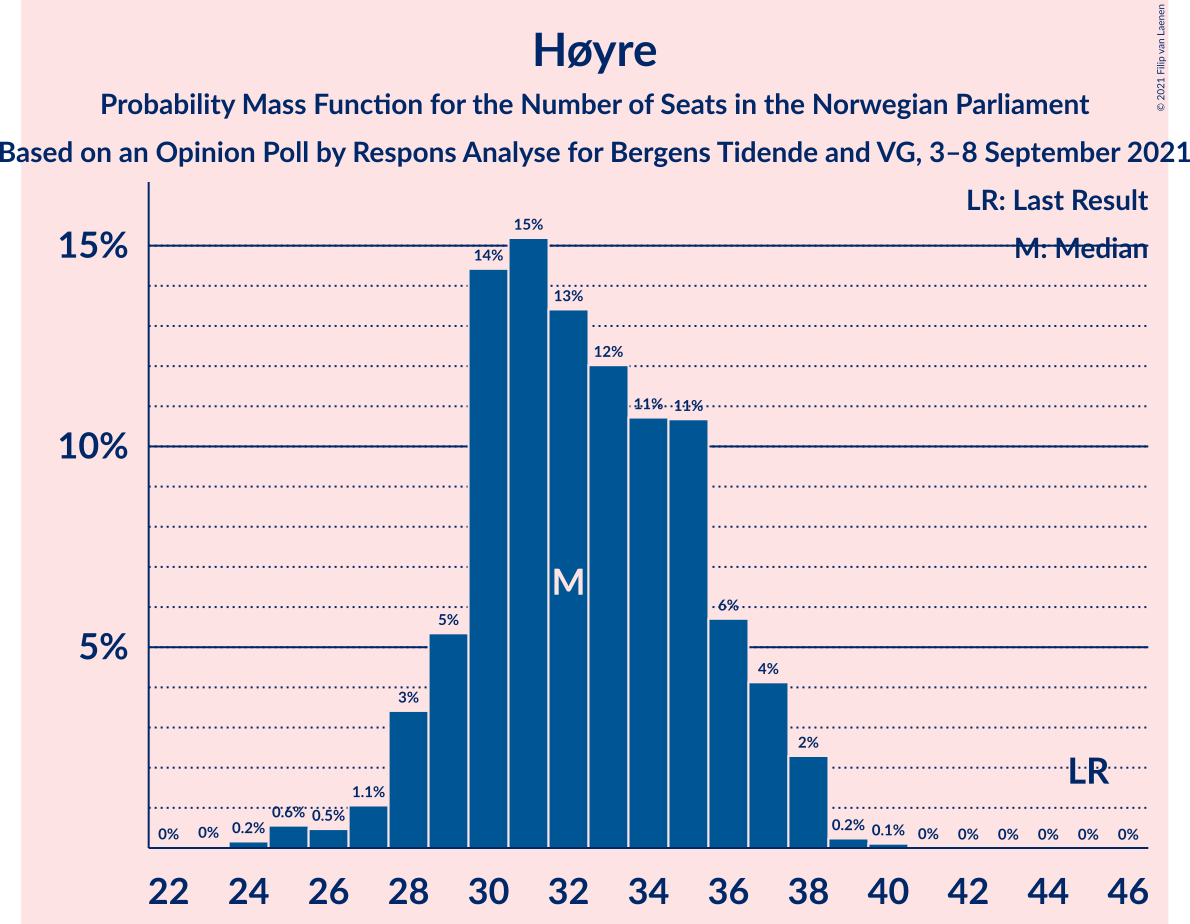 Høyre
Probability Mass Function for the Number of Seats in the Norwegian Parliament
Based on an Opinion Poll by Respons Analyse for Bergens Tidende and VG, 3–8 September 2021
© 2021 Filip van Laenen
LR: Last Result
M: Median
15%
10%
5%
0% 0% 0.2% 0.6% 0.5% 1.1% 3% 5% 14% 15% 13% 12% 11% 11% 6% 4% 2% 0.2% 0.1% 0% 0% 0% 0% 0% 0%
M
LR
22 24 26 28 30 32 34 36 38 40 42 44 46